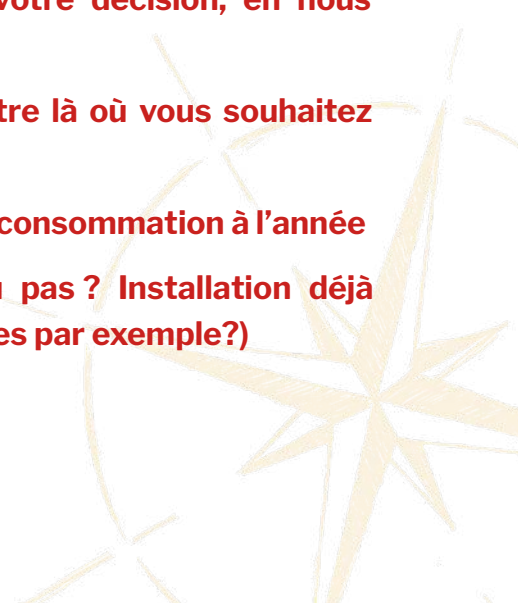 votre décision, en nous
tre là où vous souhaitez
consommation à l'année
pas ? Installation déjà
es par exemple?)